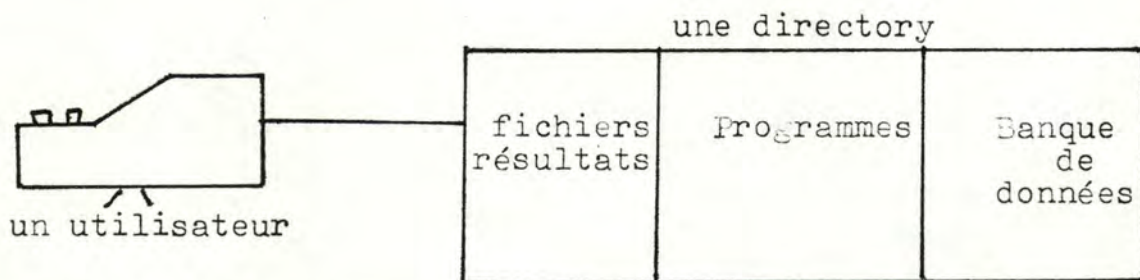 une directory
fichiers
résultats
Programmes
Banque
de
données
un utilisateur